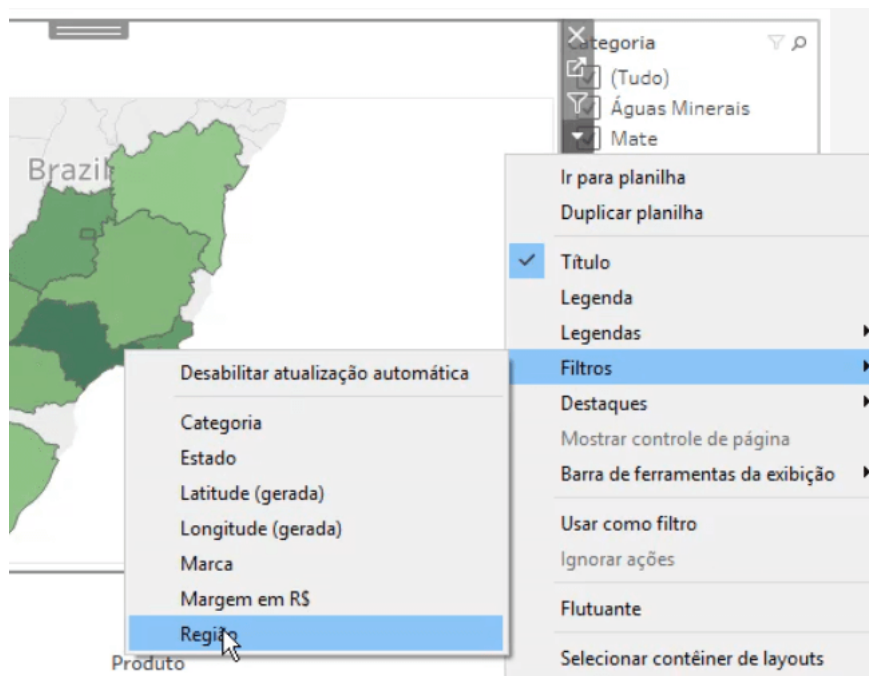 Categoria
(Tudo)
Águas Minerais
Mate
Brazil
Ir para planilha
Duplicar planilha
Título
Legenda
Legendas
Filtros
Destaques
Mostrar controle de página
Barra de ferramentas da exibição
Usar como filtro
Ignorar ações
Flutuante
Selecionar contêiner de layouts
Desabilitar atualização automática
Categoria
Estado
Latitude (gerada)
Longitude (gerada)
Marca
Margem em R$
Região
Produto